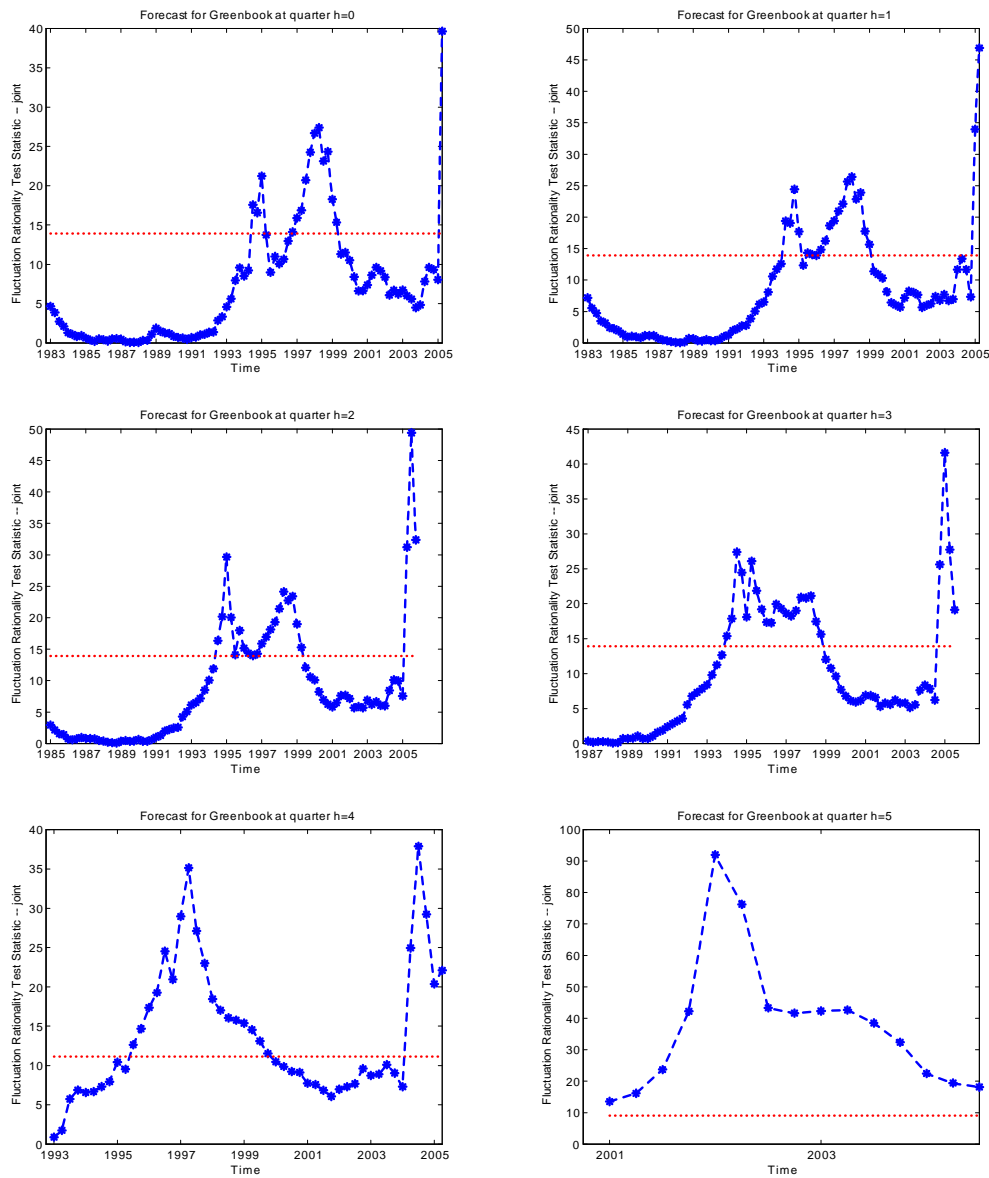 Forecast for Greenbook at quarter h=0
Fluctuation Rationality Test Statistic -- joint
40
35
30
25
20
15
10
5
0
1983 1985 1987 1989 1991 1993 1995 1997 1999 2001 2003 2005
Time
Forecast for Greenbook at quarter h=1
Fluctuation Rationality Test Statistic -- joint
50
45
40
35
30
25
20
15
10
5
0
1983 1985 1987 1989 1991 1993 1995 1997 1999 2001 2003 2005
Time
Forecast for Greenbook at quarter h=2
Fluctuation Rationality Test Statistic -- joint
50
45
40
35
30
25
20
15
10
5
0
1985 1987 1989 1991 1993 1995 1997 1999 2001 2003 2005
Time
Forecast for Greenbook at quarter h=3
Fluctuation Rationality Test Statistic -- joint
45
40
35
30
25
20
15
10
5
0
1987 1989 1991 1993 1995 1997 1999 2001 2003 2005
Time
Forecast for Greenbook at quarter h=4
Fluctuation Rationality Test Statistic -- joint
40
35
30
25
20
15
10
5
0
1993 1995 1997 1999 2001 2003 2005
Time
Forecast for Greenbook at quarter h=5
Fluctuation Rationality Test Statistic -- joint
100
90
80
70
60
50
40
30
20
10
0
2001 2003
Time